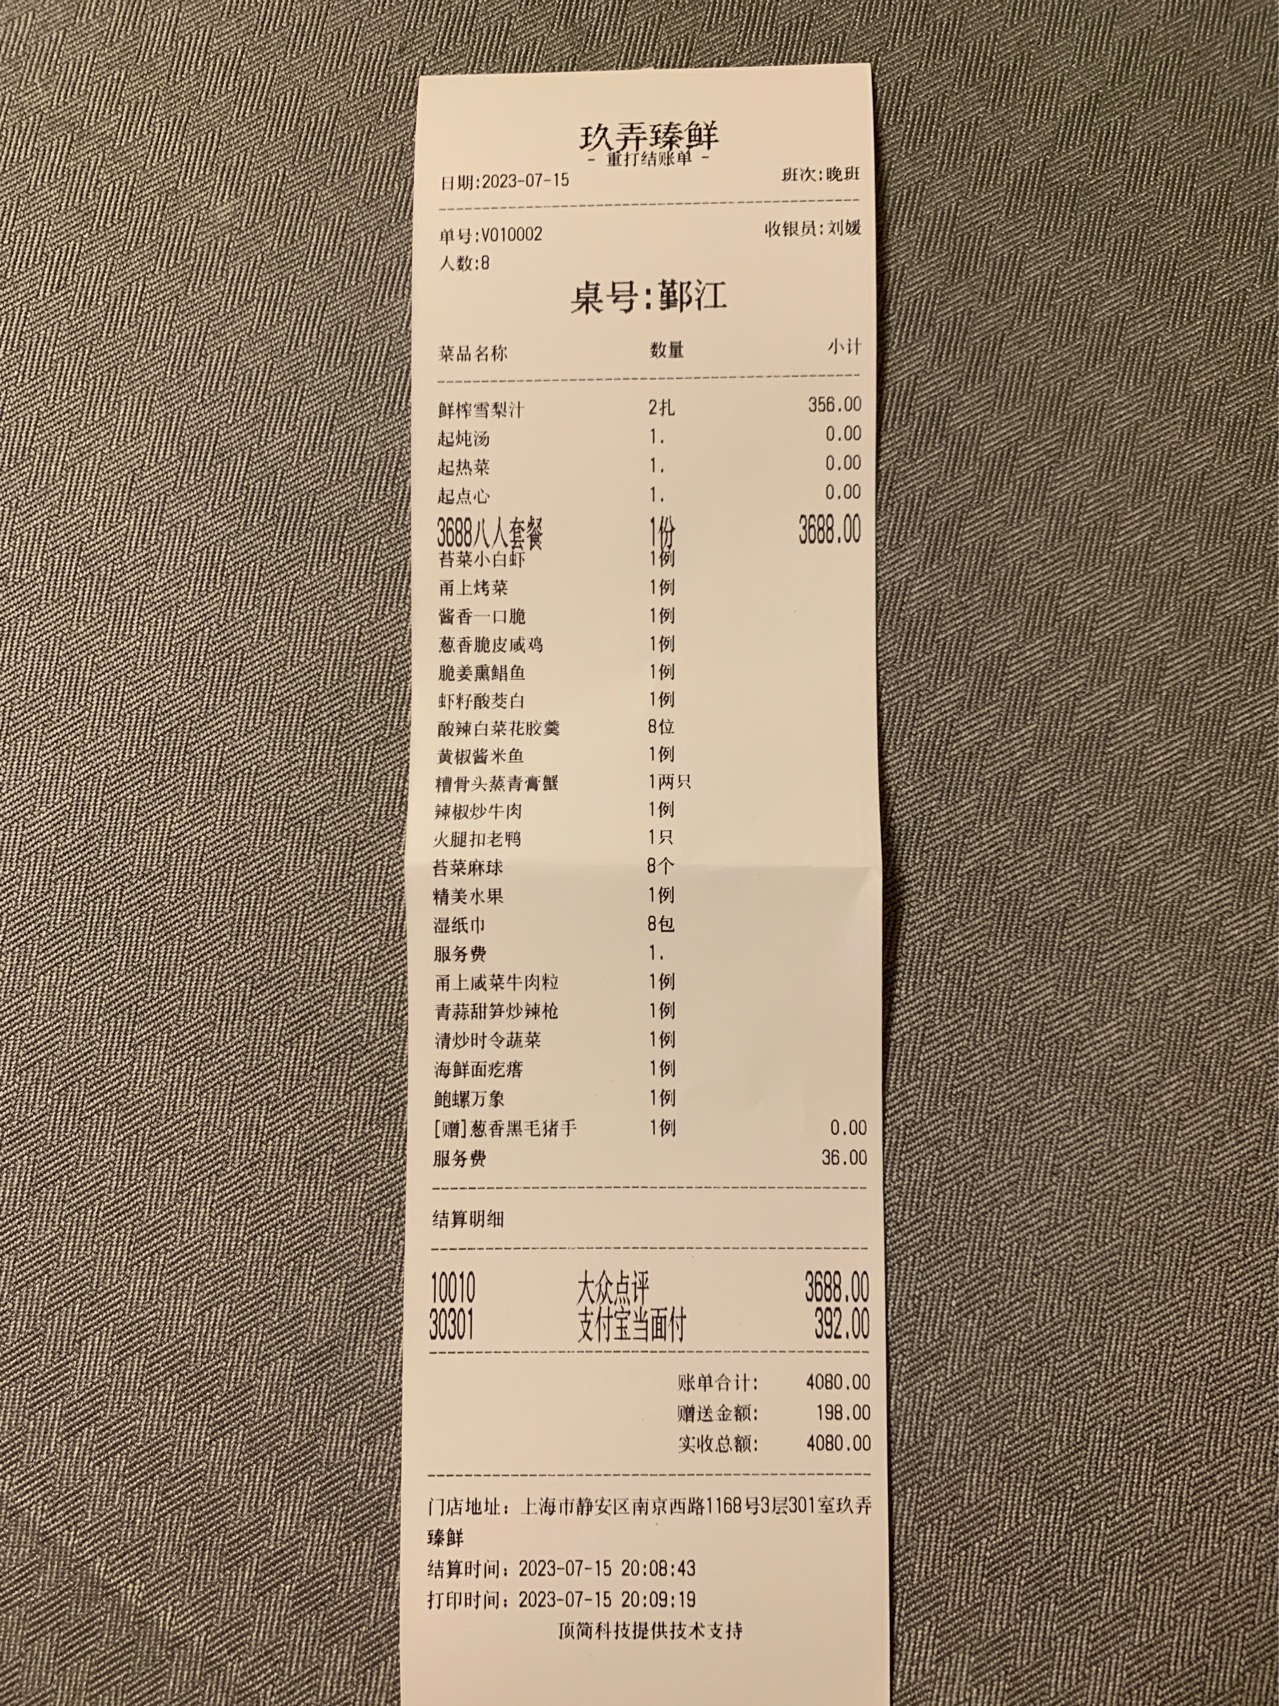 玖弄臻鲜
- 重打结账单 -
日期:2023-07-15 班次:晚班
单号:V010002 收银员:刘媛
人数:8
桌号:鄞江
菜品名称 数量 小计
鲜榨雪梨汁 2扎 356.00
起炖汤 1. 0.00
起热菜 1. 0.00
起点心 1. 0.00
3688八人套餐 1份 3688.00
苔菜小白虾 1例
甬上烤菜 1例
酱香一口脆 1例
葱香脆皮咸鸡 1例
脆姜熏鲳鱼 1例
虾籽酸茭白 1例
酸辣白菜花胶羹 8位
黄椒酱米鱼 1例
糟骨头蒸青膏蟹 1两只
辣椒炒牛肉 1例
火腿扣老鸭 1只
苔菜麻球 8个
精美水果 1例
湿纸巾 8包
服务费 1.
甬上咸菜牛肉粒 1例
青蒜甜笋炒辣枪 1例
清炒时令蔬菜 1例
海鲜面疙瘩 1例
鲍螺万象 1例
[赠]葱香黑毛猪手 1例 0.00
服务费 36.00
结算明细
10010 大众点评 3688.00
30301 支付宝当面付 392.00
账单合计: 4080.00
赠送金额: 198.00
实收总额: 4080.00
门店地址：上海市静安区南京西路1168号3层301室玖弄
臻鲜
结算时间：2023-07-15 20:08:43
打印时间：2023-07-15 20:09:19
顶简科技提供技术支持